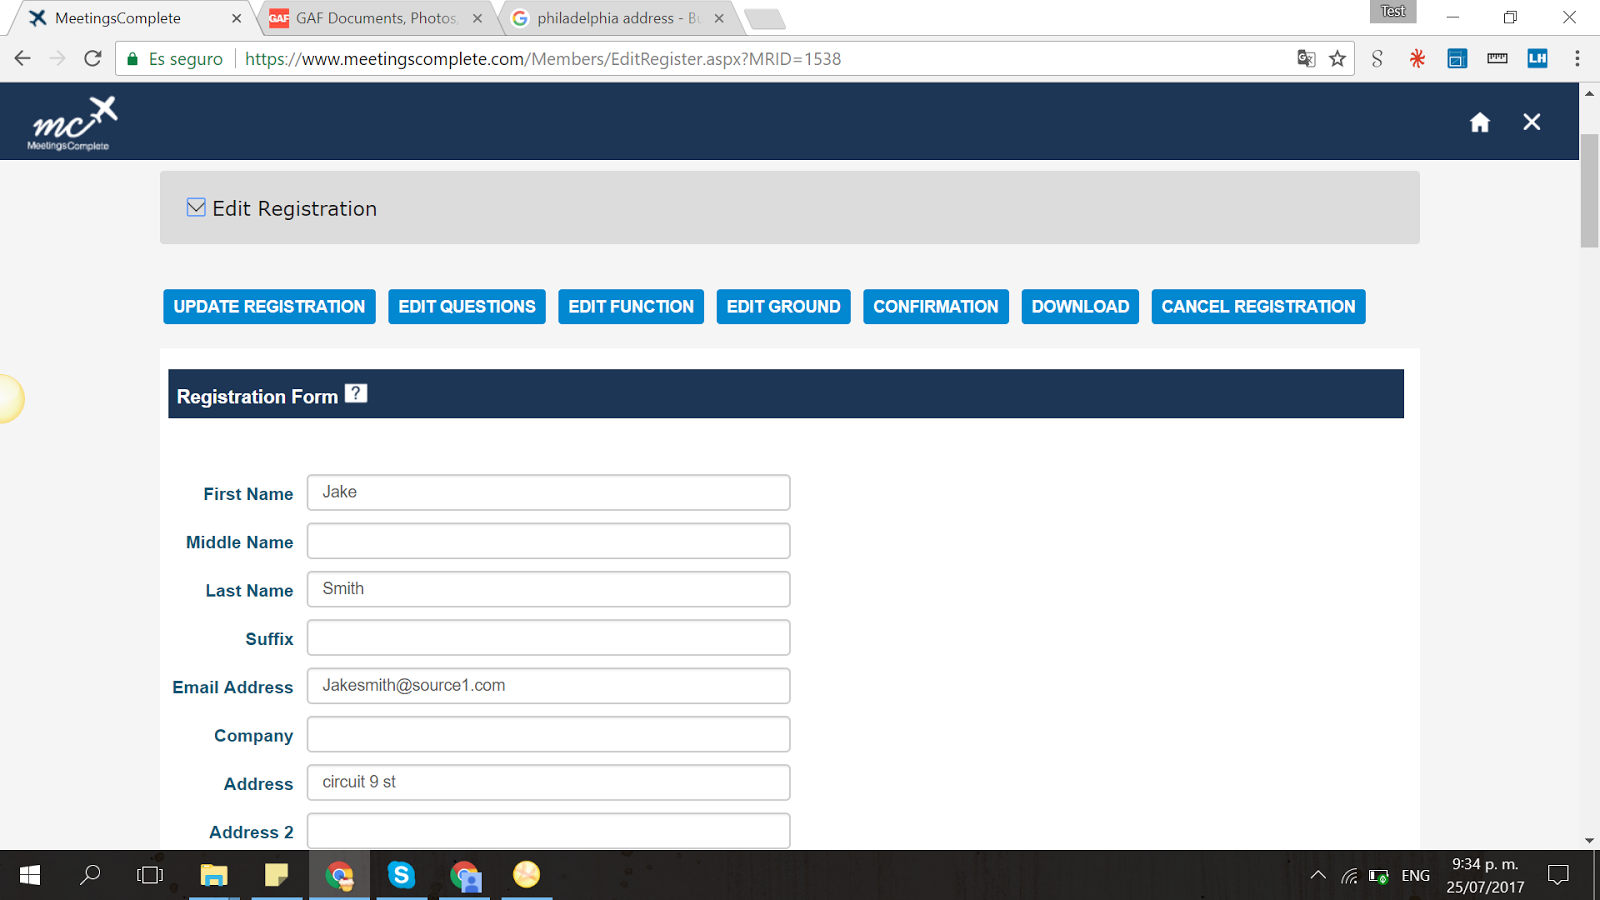 MeetingsComplete
GAF GAF Documents, Photos,
philadelphia address - Bu
Test
Es seguro https://www.meetingscomplete.com/Members/EditRegister.aspx?MRID=1538
LH
mc
MeetingsComplete
Edit Registration
UPDATE REGISTRATION EDIT QUESTIONS EDIT FUNCTION EDIT GROUND CONFIRMATION DOWNLOAD CANCEL REGISTRATION
Registration Form ?
First Name Jake
Middle Name
Last Name Smith
Suffix
Email Address Jakesmith@source1.com
Company
Address circuit 9 st
Address 2
ENG
9:34 p. m.
25/07/2017